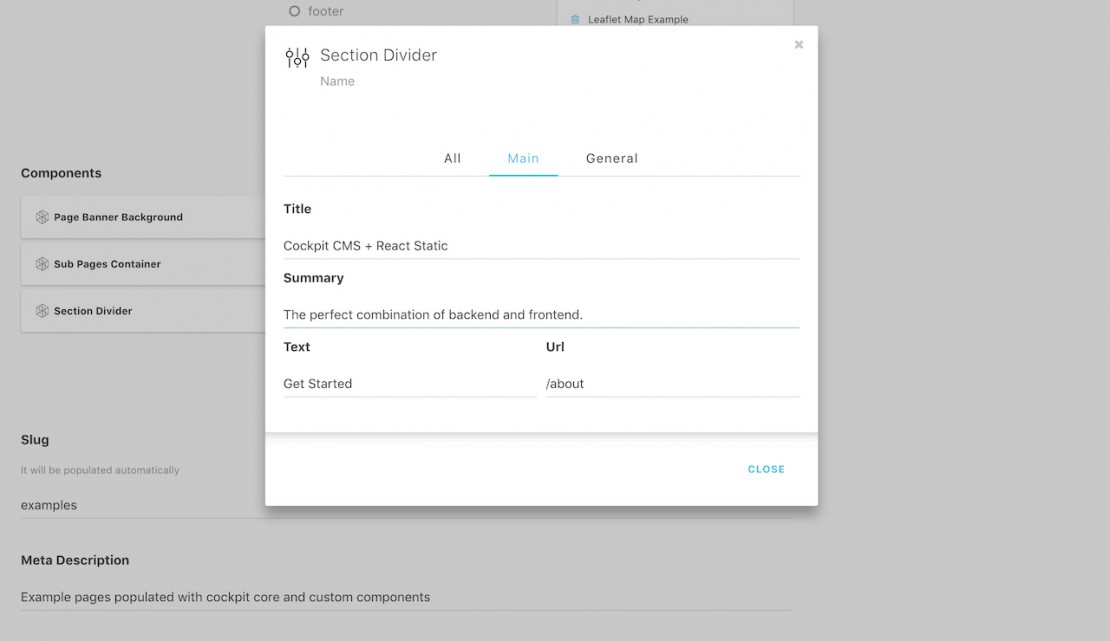 footer
Leaflet Map Example
Section Divider
Name
All Main General
Components
Page Banner Background
Sub Pages Container
Section Divider
Title
Cockpit CMS + React Static
Summary
The perfect combination of backend and frontend.
Text Url
Get Started /about
CLOSE
Slug
It will be populated automatically
examples
Meta Description
Example pages populated with cockpit core and custom components